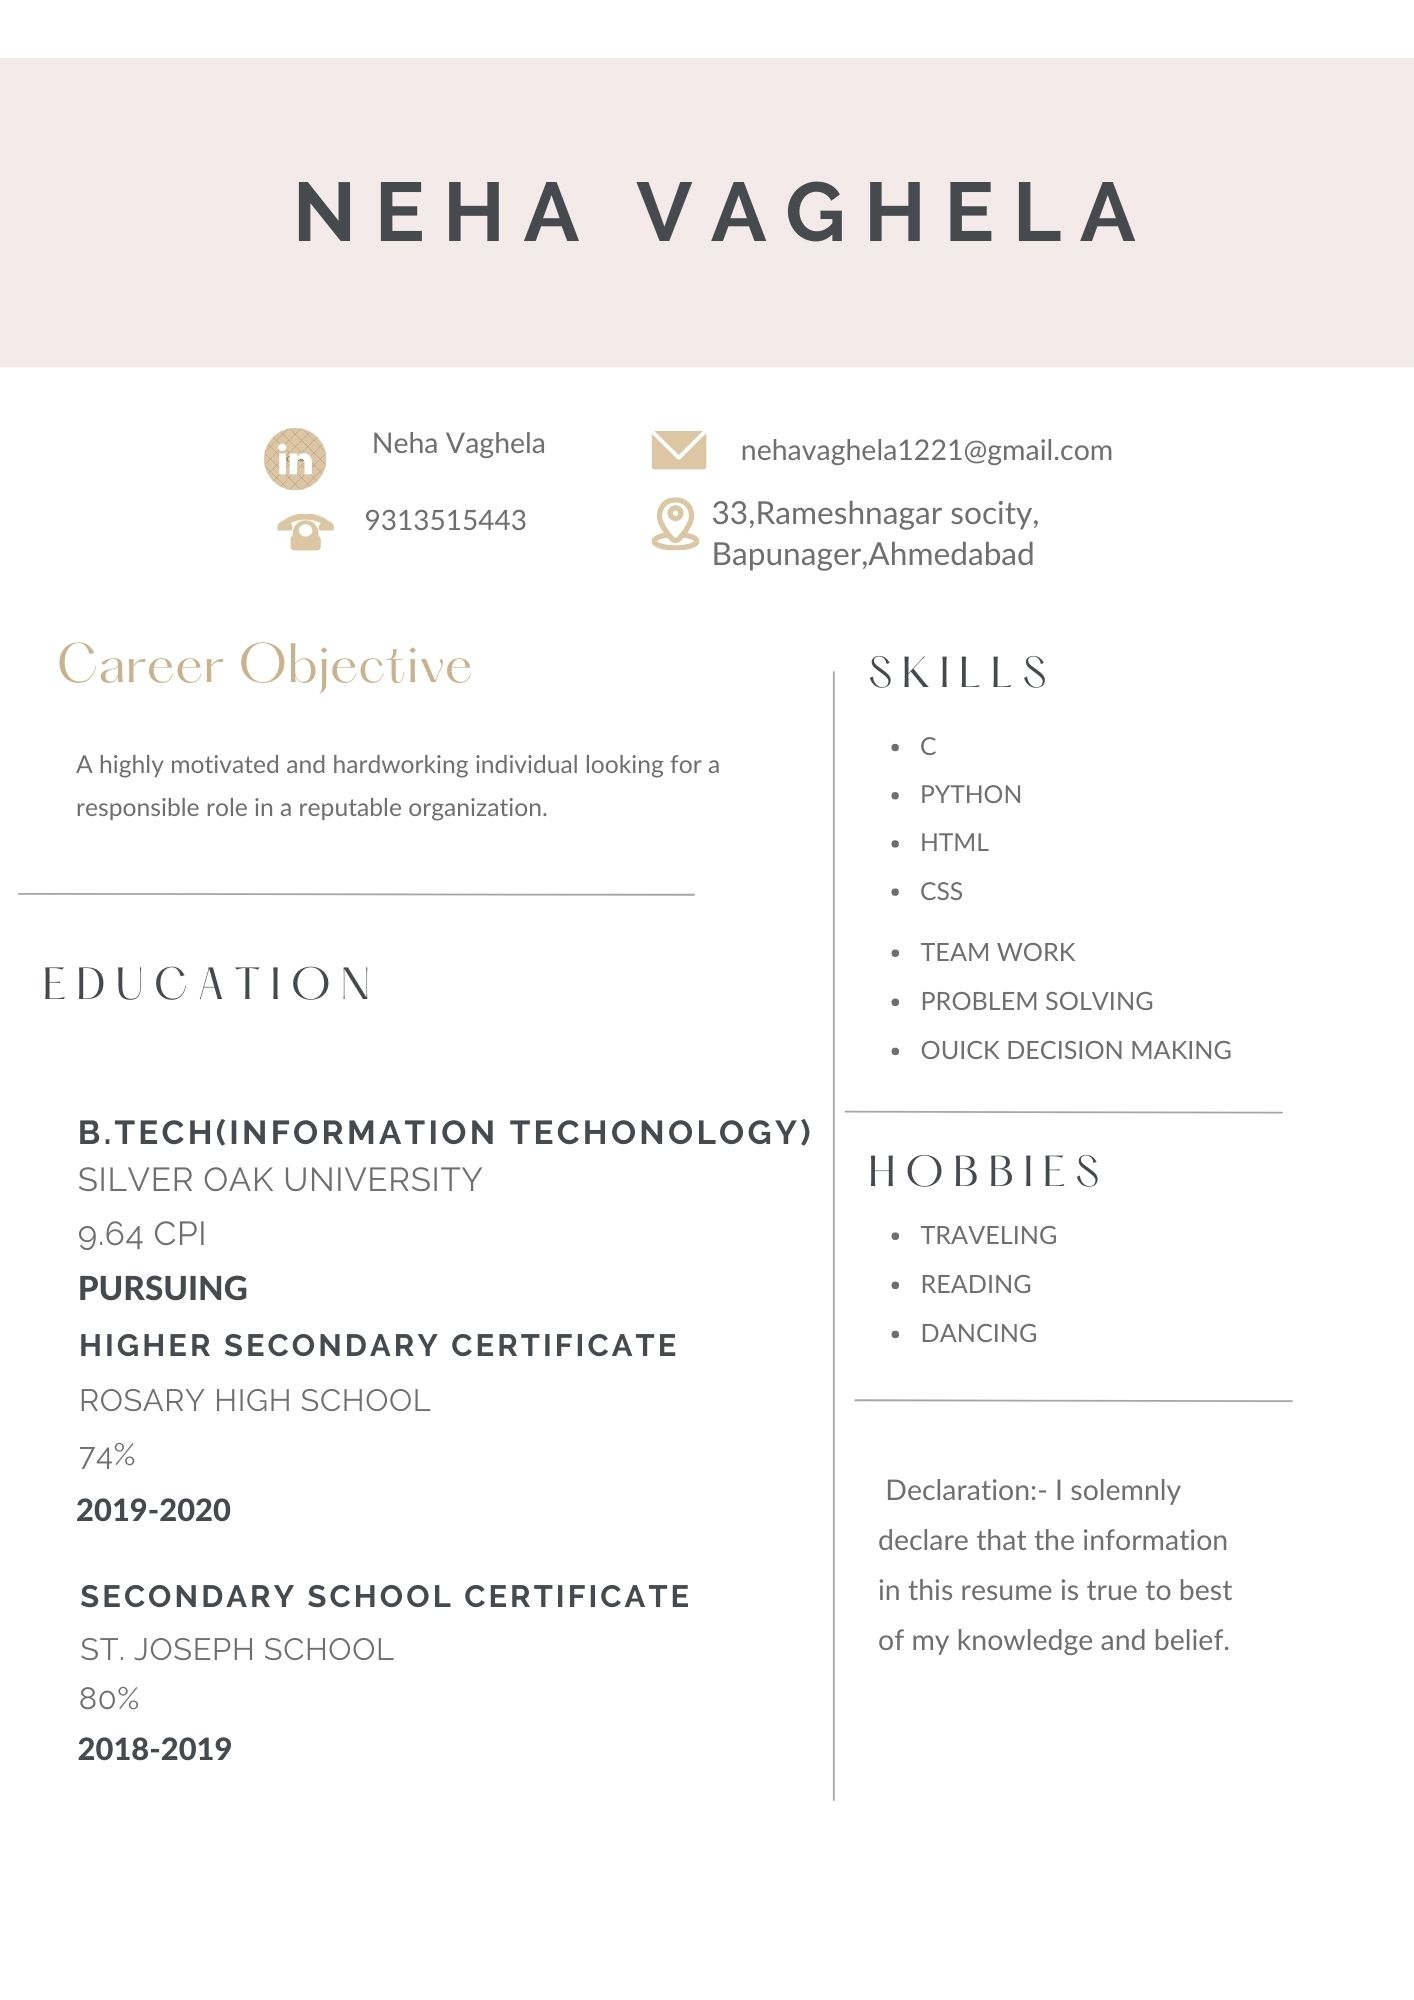 NEHA VAGHELA
in
Neha Vaghela
nehavaghela1221@gmail.com
9313515443
33,Rameshnagar socity,
Bapunager,Ahmedabad
Career Objective
A highly motivated and hardworking individual looking for a
responsible role in a reputable organization.
EDUCATION
B.TECH(INFORMATION TECHONOLOGY)
SILVER OAK UNIVERSITY
9.64 CPI
PURSUING
HIGHER SECONDARY CERTIFICATE
ROSARY HIGH SCHOOL
74%
2019-2020
SECONDARY SCHOOL CERTIFICATE
ST. JOSEPH SCHOOL
80%
2018-2019
SKILLS
• C
• PYTHON
• HTML
• CSS
• TEAM WORK
• PROBLEM SOLVING
• OUICK DECISION MAKING
HOBBIES
• TRAVELING
• READING
• DANCING
Declaration:- I solemnly
declare that the information
in this resume is true to best
of my knowledge and belief.